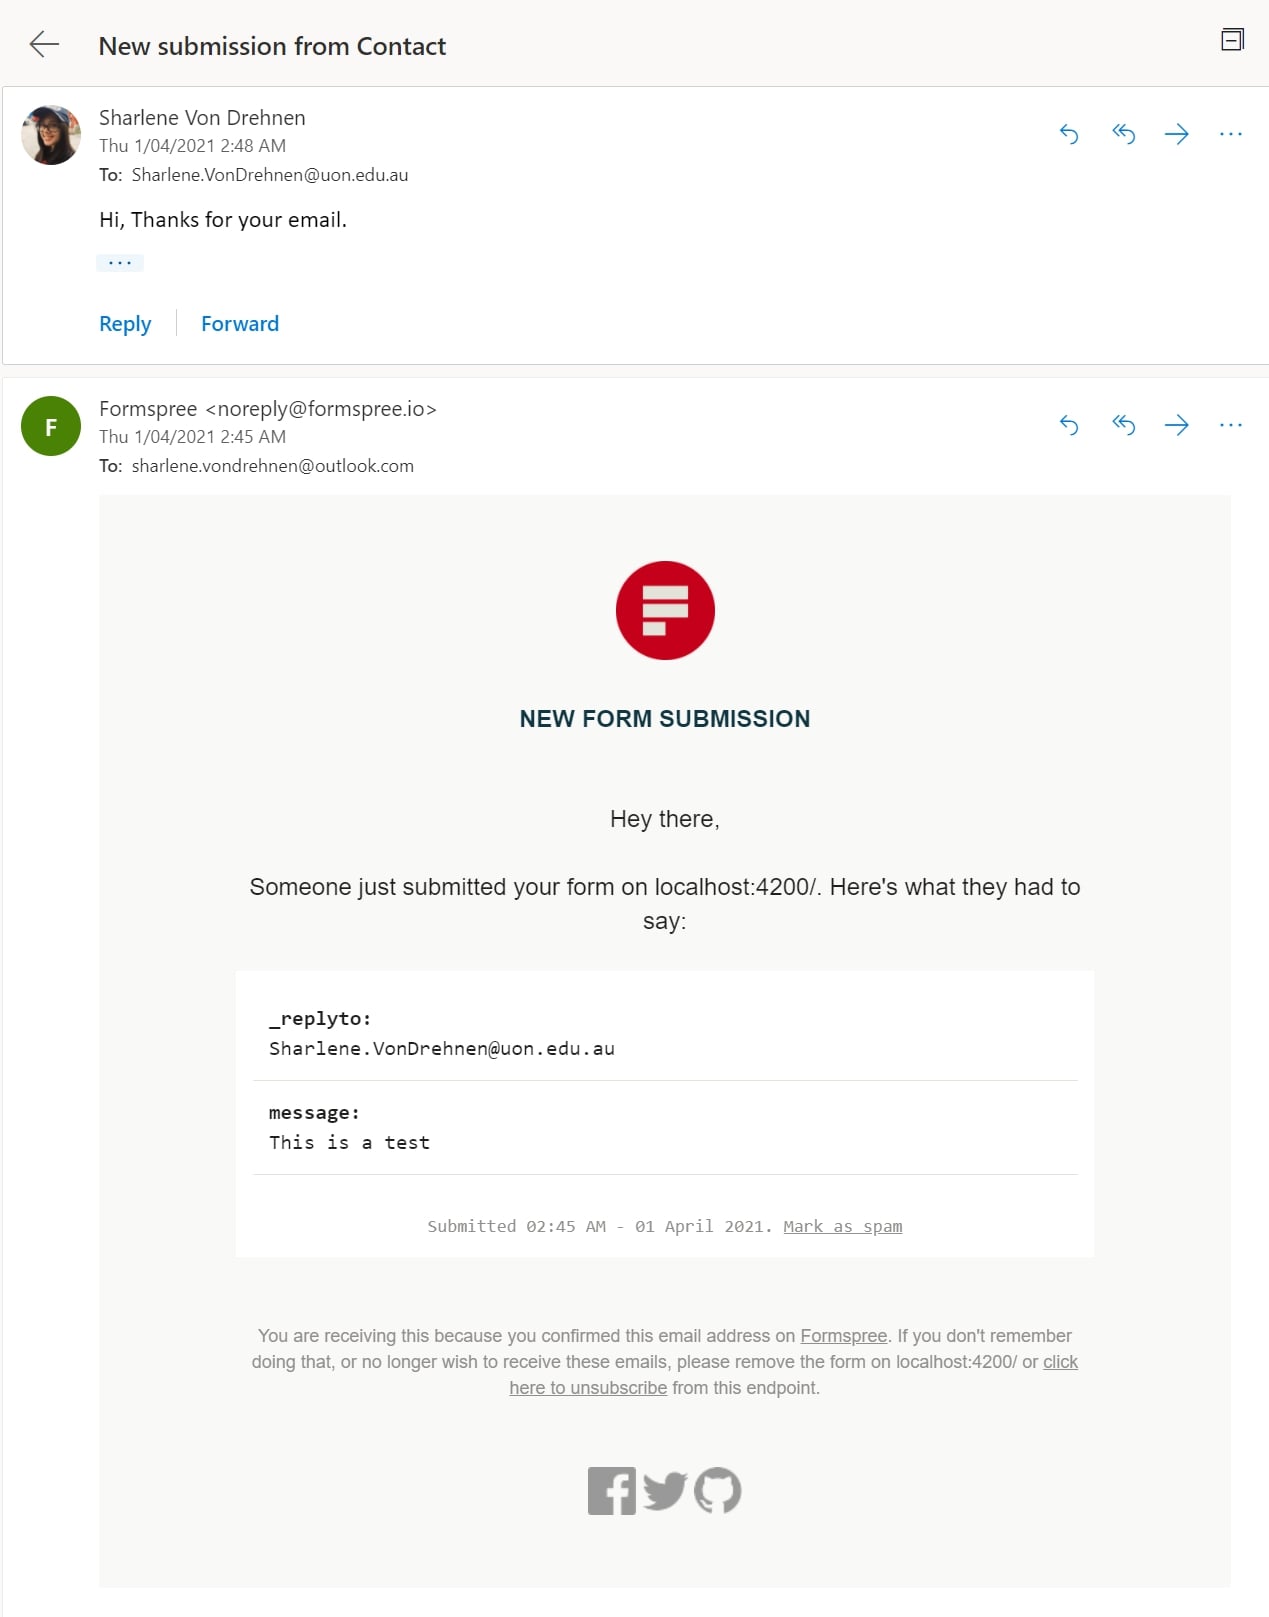 New submission from Contact
Sharlene Von Drehnen
Thu 1/04/2021 2:48 AM
To: Sharlene.VonDrehnen@uon.edu.au
Hi, Thanks for your email.
...
Reply
Forward
F
Formspree <noreply@formspree.io>
Thu 1/04/2021 2:45 AM
To: sharlene.vondrehnen@outlook.com
NEW FORM SUBMISSION
Hey there,
Someone just submitted your form on localhost:4200/. Here's what they had to
say:
_replyto:
Sharlene.VonDrehnen@uon.edu.au
message:
This is a test
Submitted 02:45 AM - 01 April 2021. Mark as spam
You are receiving this because you confirmed this email address on Formspree. If you don't remember
doing that, or no longer wish to receive these emails, please remove the form on localhost:4200/ or click
here to unsubscribe from this endpoint.